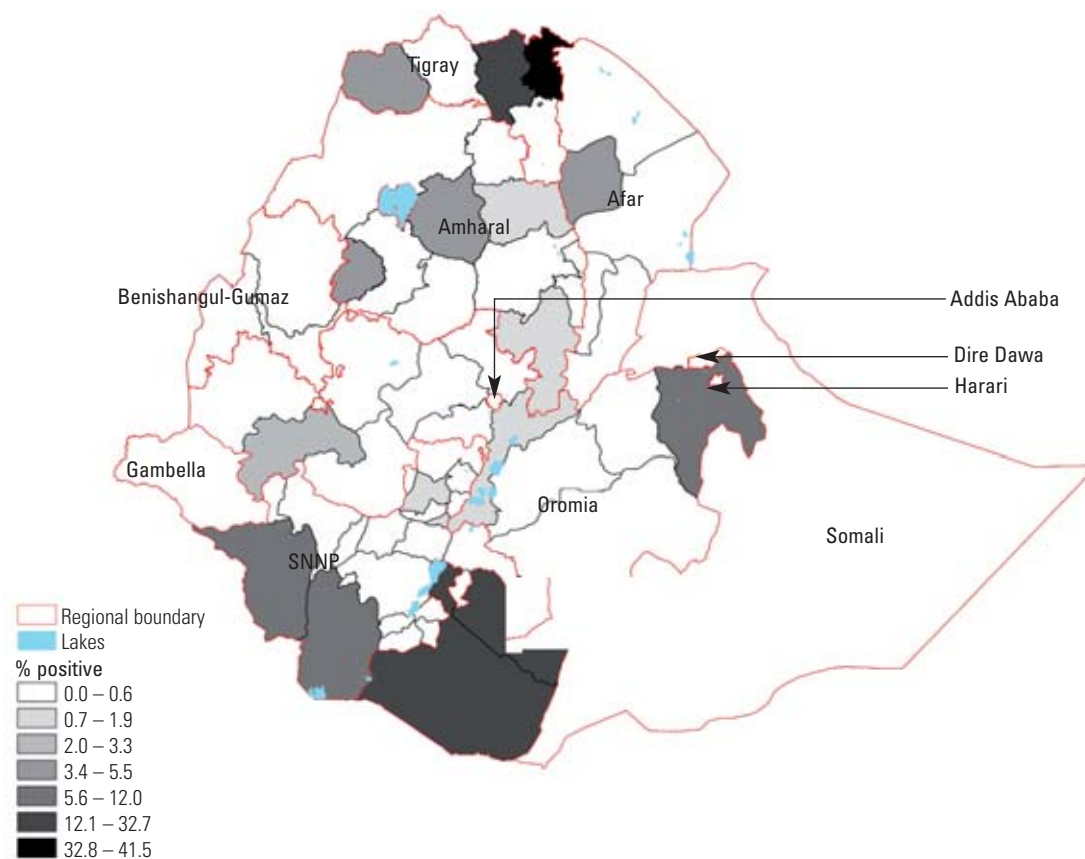 Tigray
Afar
Amharal
Benishangul-Gumaz
Addis Ababa
Dire Dawa
Harari
Gambella
Oromia
Somali
SNNP
Regional boundary
Lakes
% positive
0.0 – 0.6
0.7 – 1.9
2.0 – 3.3
3.4 – 5.5
5.6 – 12.0
12.1 – 32.7
32.8 – 41.5